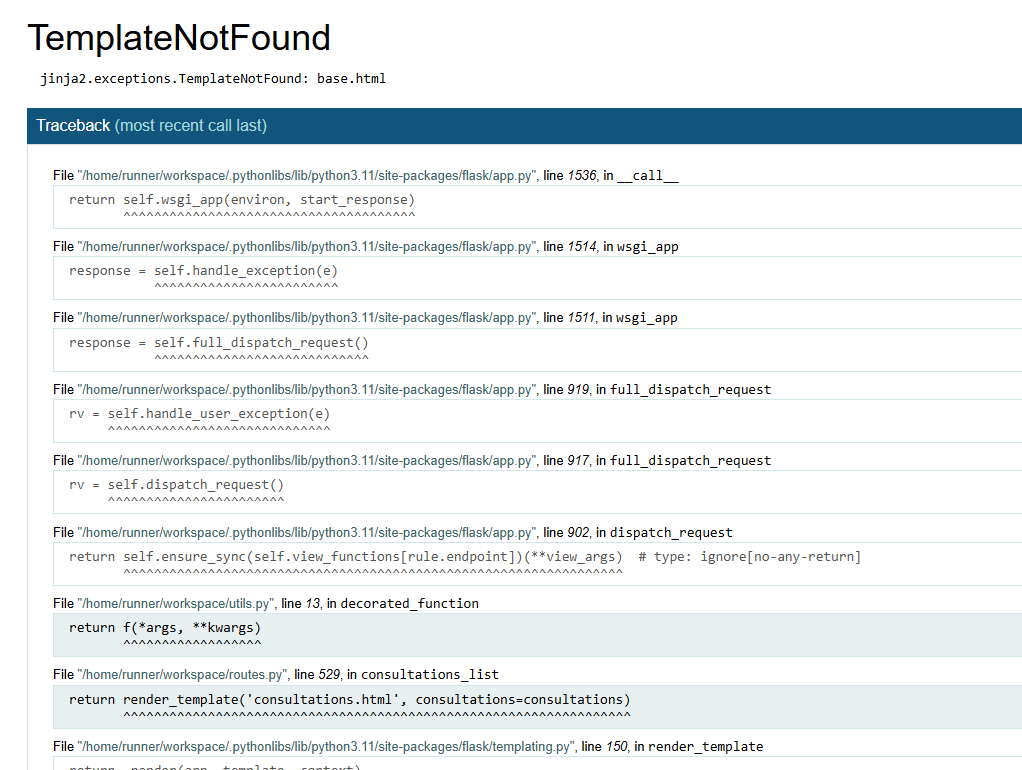 TemplateNotFound
jinja2.exceptions.TemplateNotFound: base.html
Traceback (most recent call last)
File "/home/runner/workspace/.pythonlibs/lib/python3.11/site-packages/flask/app.py", line 1536, in __call__
return self.wsgi_app(environ, start_response)
^^^^^^^^^^^^^^^^^^^^^^^^^^^^^^^^^^^^^^
File "/home/runner/workspace/.pythonlibs/lib/python3.11/site-packages/flask/app.py", line 1514, in wsgi_app
response = self.handle_exception(e)
^^^^^^^^^^^^^^^^^^^^^^^^
File "/home/runner/workspace/.pythonlibs/lib/python3.11/site-packages/flask/app.py", line 1511, in wsgi_app
response = self.full_dispatch_request()
^^^^^^^^^^^^^^^^^^^^^^^^^^^^
File "/home/runner/workspace/.pythonlibs/lib/python3.11/site-packages/flask/app.py", line 919, in full_dispatch_request
rv = self.handle_user_exception(e)
^^^^^^^^^^^^^^^^^^^^^^^^^^^^^
File "/home/runner/workspace/.pythonlibs/lib/python3.11/site-packages/flask/app.py", line 917, in full_dispatch_request
rv = self.dispatch_request()
^^^^^^^^^^^^^^^^^^^^^^^
File "/home/runner/workspace/.pythonlibs/lib/python3.11/site-packages/flask/app.py", line 902, in dispatch_request
return self.ensure_sync(self.view_functions[rule.endpoint])(**view_args)  # type: ignore[no-any-return]
^^^^^^^^^^^^^^^^^^^^^^^^^^^^^^^^^^^^^^^^^^^^^^^^^^^^^^^^^^^^^^^^^
File "/home/runner/workspace/utils.py", line 13, in decorated_function
return f(*args, **kwargs)
^^^^^^^^^^^^^^^^^^
File "/home/runner/workspace/routes.py", line 529, in consultations_list
return render_template('consultations.html', consultations=consultations)
^^^^^^^^^^^^^^^^^^^^^^^^^^^^^^^^^^^^^^^^^^^^^^^^^^^^^^^^^^^^^^^^^^
File "/home/runner/workspace/.pythonlibs/lib/python3.11/site-packages/flask/templating.py", line 150, in render_template
return _render(app, template, context)